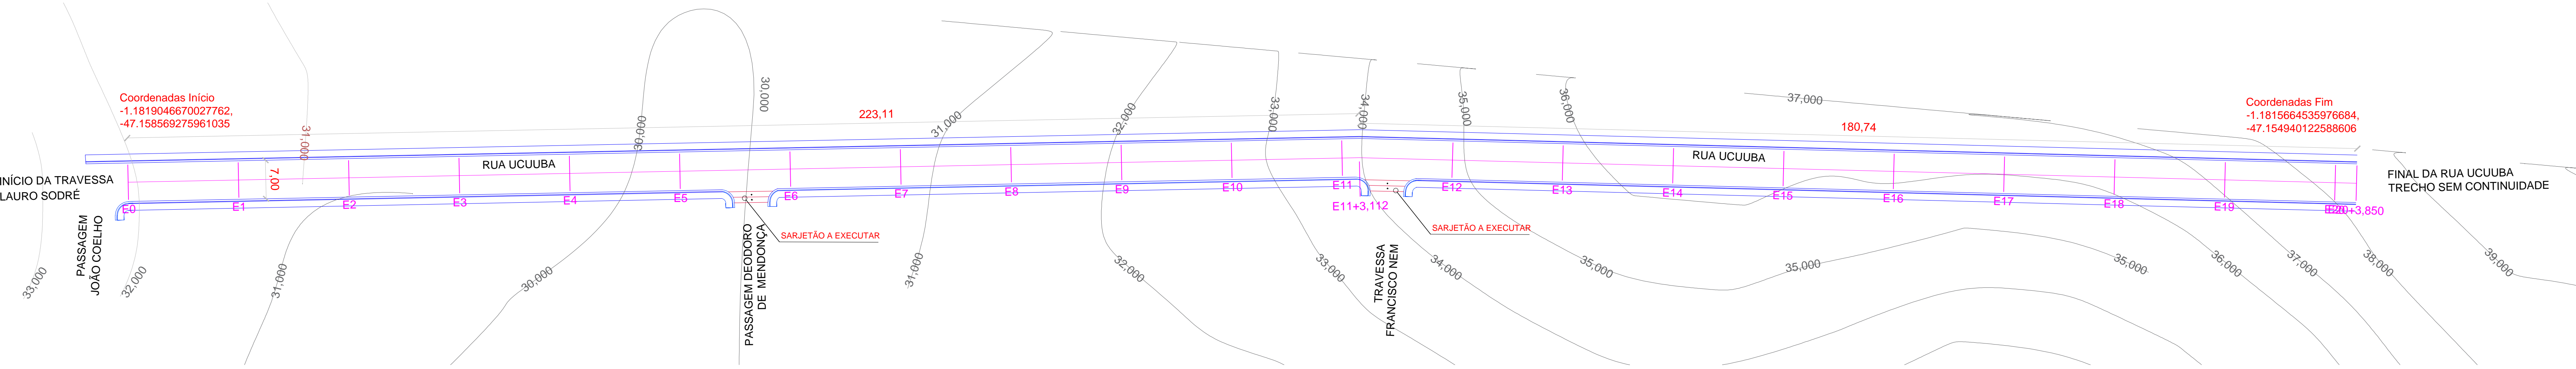 Coordenadas Início
-1.1819046670027762,
-47.158569275961035
INÍCIO DA TRAVESSA
LAURO SODRÉ
PASSAGEM
JOÃO COELHO
33,000
32,000
31,000
31,000
7,00
RUA UCUUBA
30,000
30,000
30,000
223,11
PASSAGEM DEODORO
DE MENDONÇA
SARJETÃO A EXECUTAR
31,000
31,000
32,000
32,000
33,000
33,000
34,000
34,000
TRAVESSA
FRANCISCO NEM
SARJETÃO A EXECUTAR
35,000
35,000
36,000
RUA UCUUBA
37,000
180,74
35,000
35,000
36,000
37,000
38,000
39,000
E0
E1
E2
E3
E4
E5
E6
E7
E8
E9
E10
E11
E11+3,112
E12
E13
E14
E15
E16
E17
E18
E19
E20+3,850
Coordenadas Fim
-1.1815664535976684,
-47.154940122588606
FINAL DA RUA UCUUBA
TRECHO SEM CONTINUIDADE